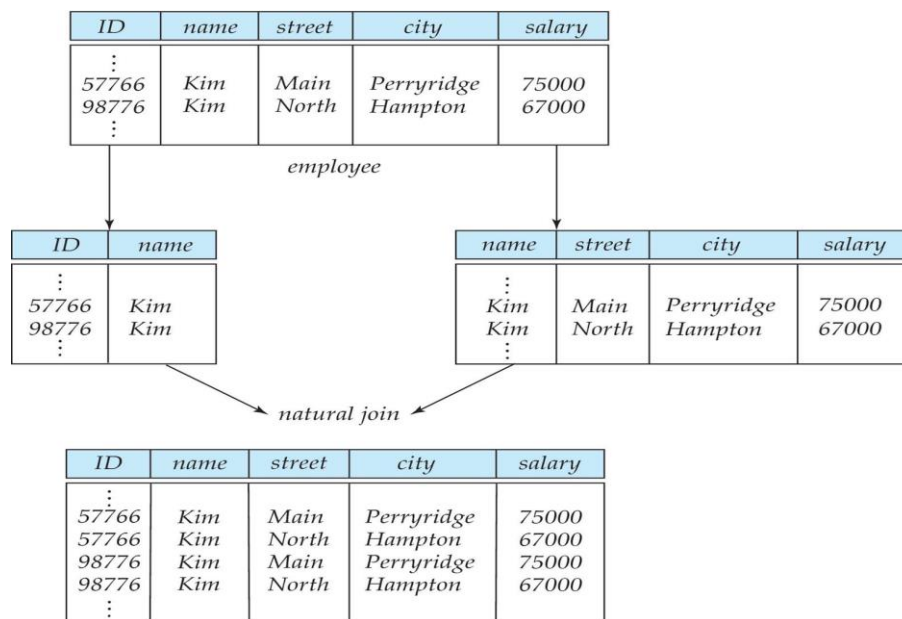 ID name street city salary
⋮
57766 Kim Main Perryridge 75000
98776 Kim North Hampton 67000
⋮
employee
ID name
⋮
57766 Kim
98776 Kim
⋮
name street city salary
⋮
Kim Main Perryridge 75000
Kim North Hampton 67000
⋮
natural join
ID name street city salary
⋮
57766 Kim Main Perryridge 75000
57766 Kim North Hampton 67000
98776 Kim Main Perryridge 75000
98776 Kim North Hampton 67000
⋮